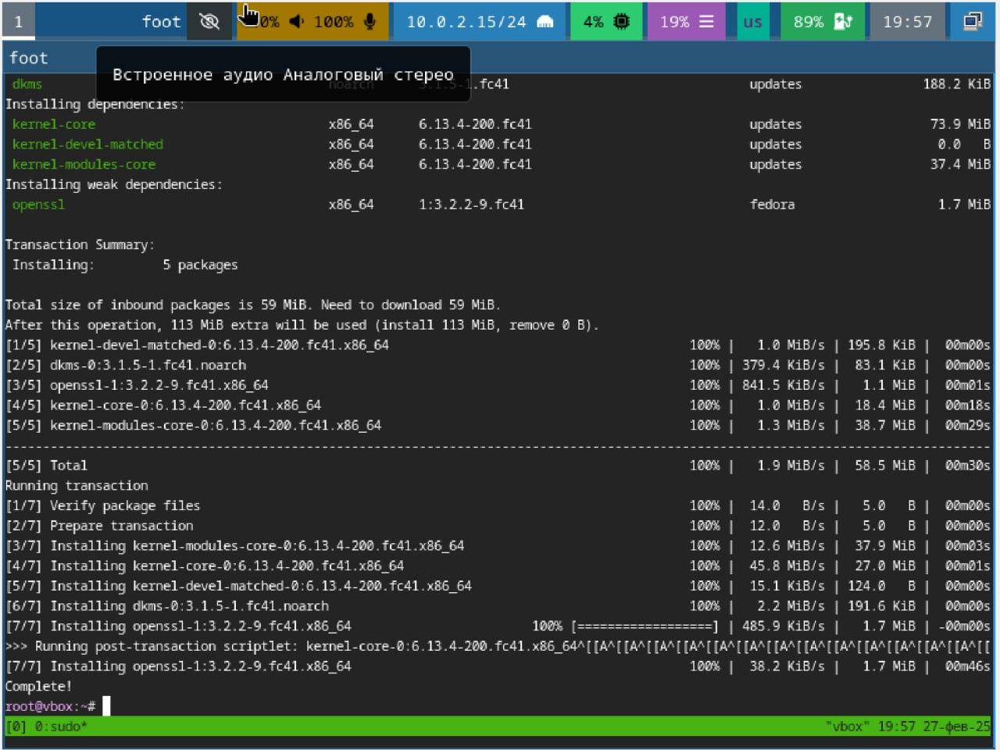 1 foot 0% 100% 10.0.2.15/24 4% 19% us 89% 19:57
foot
Встроенное аудио Аналоговый стерео
dkms noarch 3.1.5-1.fc41 updates 188.2 KiB
Installing dependencies:
kernel-core x86_64 6.13.4-200.fc41 updates 73.9 MiB
kernel-devel-matched x86_64 6.13.4-200.fc41 updates 0.0 B
kernel-modules-core x86_64 6.13.4-200.fc41 updates 37.4 MiB
Installing weak dependencies:
openssl x86_64 1:3.2.2-9.fc41 fedora 1.7 MiB
Transaction Summary:
Installing: 5 packages
Total size of inbound packages is 59 MiB. Need to download 59 MiB.
After this operation, 113 MiB extra will be used (install 113 MiB, remove 0 B).
[1/5] kernel-devel-matched-0:6.13.4-200.fc41.x86_64 100% | 1.0 MiB/s | 195.8 KiB | 00m00s
[2/5] dkms-0:3.1.5-1.fc41.noarch 100% | 379.4 KiB/s | 83.1 KiB | 00m00s
[3/5] openssl-1:3.2.2-9.fc41.x86_64 100% | 841.5 KiB/s | 1.1 MiB | 00m01s
[4/5] kernel-core-0:6.13.4-200.fc41.x86_64 100% | 1.0 MiB/s | 18.4 MiB | 00m18s
[5/5] kernel-modules-core-0:6.13.4-200.fc41.x86_64 100% | 1.3 MiB/s | 38.7 MiB | 00m29s
------------------------------------------------------------------------------------------------------------------------------------
[5/5] Total 100% | 1.9 MiB/s | 58.5 MiB | 00m30s
Running transaction
[1/7] Verify package files 100% | 14.0 B/s | 5.0 B | 00m00s
[2/7] Prepare transaction 100% | 12.0 B/s | 5.0 B | 00m00s
[3/7] Installing kernel-modules-core-0:6.13.4-200.fc41.x86_64 100% | 12.6 MiB/s | 37.9 MiB | 00m03s
[4/7] Installing kernel-core-0:6.13.4-200.fc41.x86_64 100% | 45.8 MiB/s | 27.0 MiB | 00m01s
[5/7] Installing kernel-devel-matched-0:6.13.4-200.fc41.x86_64 100% | 15.1 KiB/s | 124.0 B | 00m00s
[6/7] Installing dkms-0:3.1.5-1.fc41.noarch 100% | 2.2 MiB/s | 191.6 KiB | 00m00s
[7/7] Installing openssl-1:3.2.2-9.fc41.x86_64 100% [==================] | 485.9 KiB/s | 1.7 MiB | -00m00s
>>> Running post-transaction scriptlet: kernel-core-0:6.13.4-200.fc41.x86_64^[[A^[[A^[[A^[[A^[[A^[[A^[[A^[[A^[[A^[[A^[[A^[[A^[[A^[[
[7/7] Installing openssl-1:3.2.2-9.fc41.x86_64 100% | 38.2 KiB/s | 1.7 MiB | 00m46s
Complete!
root@vbox:~#
[0] 0:sudo* "vbox" 19:57 27-фев-25